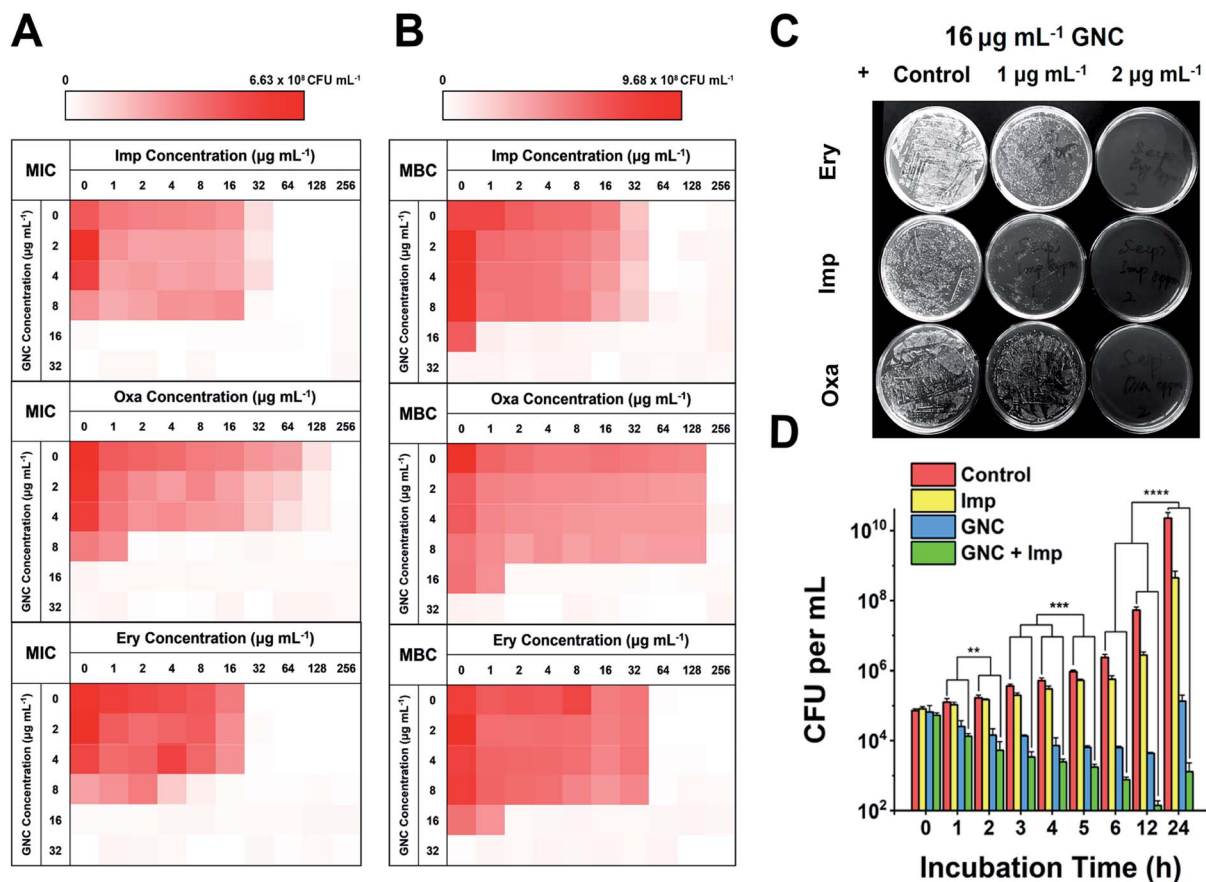 A
0
6.63 x 10⁸ CFU mL⁻¹
MIC
Imp Concentration (µg mL⁻¹)
0 1 2 4 8 16 32 64 128 256
GNC Concentration (µg mL⁻¹)
0
2
4
8
16
32
MIC
Oxa Concentration (µg mL⁻¹)
0 1 2 4 8 16 32 64 128 256
GNC Concentration (µg mL⁻¹)
0
2
4
8
16
32
MIC
Ery Concentration (µg mL⁻¹)
0 1 2 4 8 16 32 64 128 256
GNC Concentration (µg mL⁻¹)
0
2
4
8
16
32
B
0
9.68 x 10⁸ CFU mL⁻¹
MBC
Imp Concentration (µg mL⁻¹)
0 1 2 4 8 16 32 64 128 256
GNC Concentration (µg mL⁻¹)
0
2
4
8
16
32
MBC
Oxa Concentration (µg mL⁻¹)
0 1 2 4 8 16 32 64 128 256
GNC Concentration (µg mL⁻¹)
0
2
4
8
16
32
MBC
Ery Concentration (µg mL⁻¹)
0 1 2 4 8 16 32 64 128 256
GNC Concentration (µg mL⁻¹)
0
2
4
8
16
32
C
16 µg mL⁻¹ GNC
+ Control 1 µg mL⁻¹ 2 µg mL⁻¹
Ery
2
Imp
Imp
1
Imp
2
Oxa
2
D
Control
Imp
GNC
GNC + Imp
**
***
****
CFU per mL
10¹⁰
10⁸
10⁶
10⁴
10²
0 1 2 3 4 5 6 12 24
Incubation Time (h)